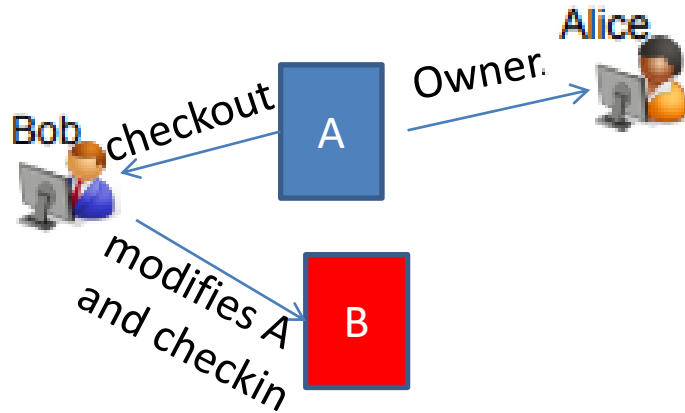 Alice
Owner.
checkout
A
Bob
modifies A
and checkin
B